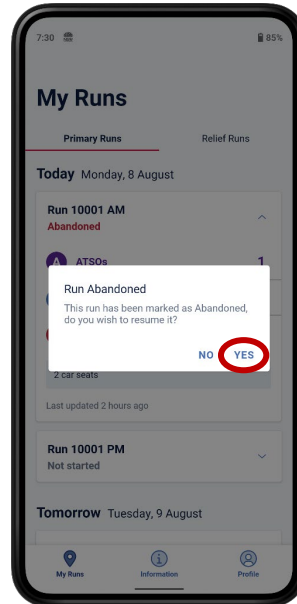 7:30 85%
My Runs
Primary Runs Relief Runs
Today Monday, 8 August
Run 10001 AM
Abandoned
A ATSOs 1
Run Abandoned
This run has been marked as Abandoned,
do you wish to resume it?
NO YES
2 car seats
Last updated 2 hours ago
Run 10001 PM
Not started
Tomorrow Tuesday, 9 August
My Runs Information Profile